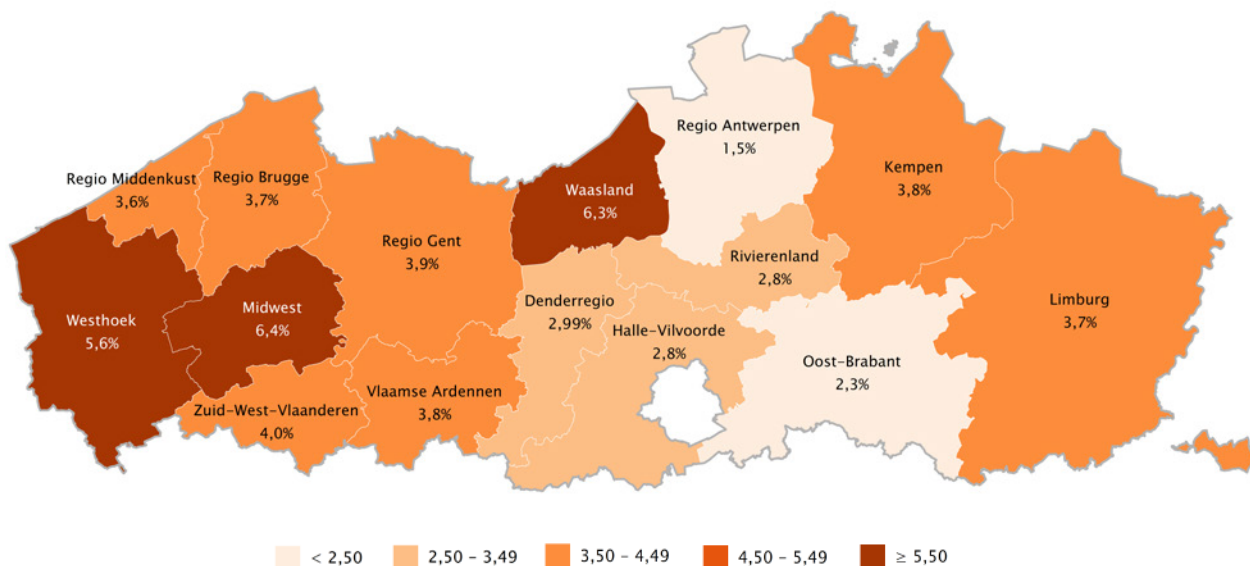 Regio Antwerpen
1,5%
Kempen
3,8%
Regio Middenkust
3,6%
Regio Brugge
3,7%
Waasland
6,3%
Regio Gent
3,9%
Rivierenland
2,8%
Denderregio
2,99%
Limburg
3,7%
Westhoek
5,6%
Midwest
6,4%
Halle-Vilvoorde
2,8%
Oost-Brabant
2,3%
Vlaamse Ardennen
3,8%
Zuid-West-Vlaanderen
4,0%
< 2,50
2,50 – 3,49
3,50 – 4,49
4,50 – 5,49
≥ 5,50